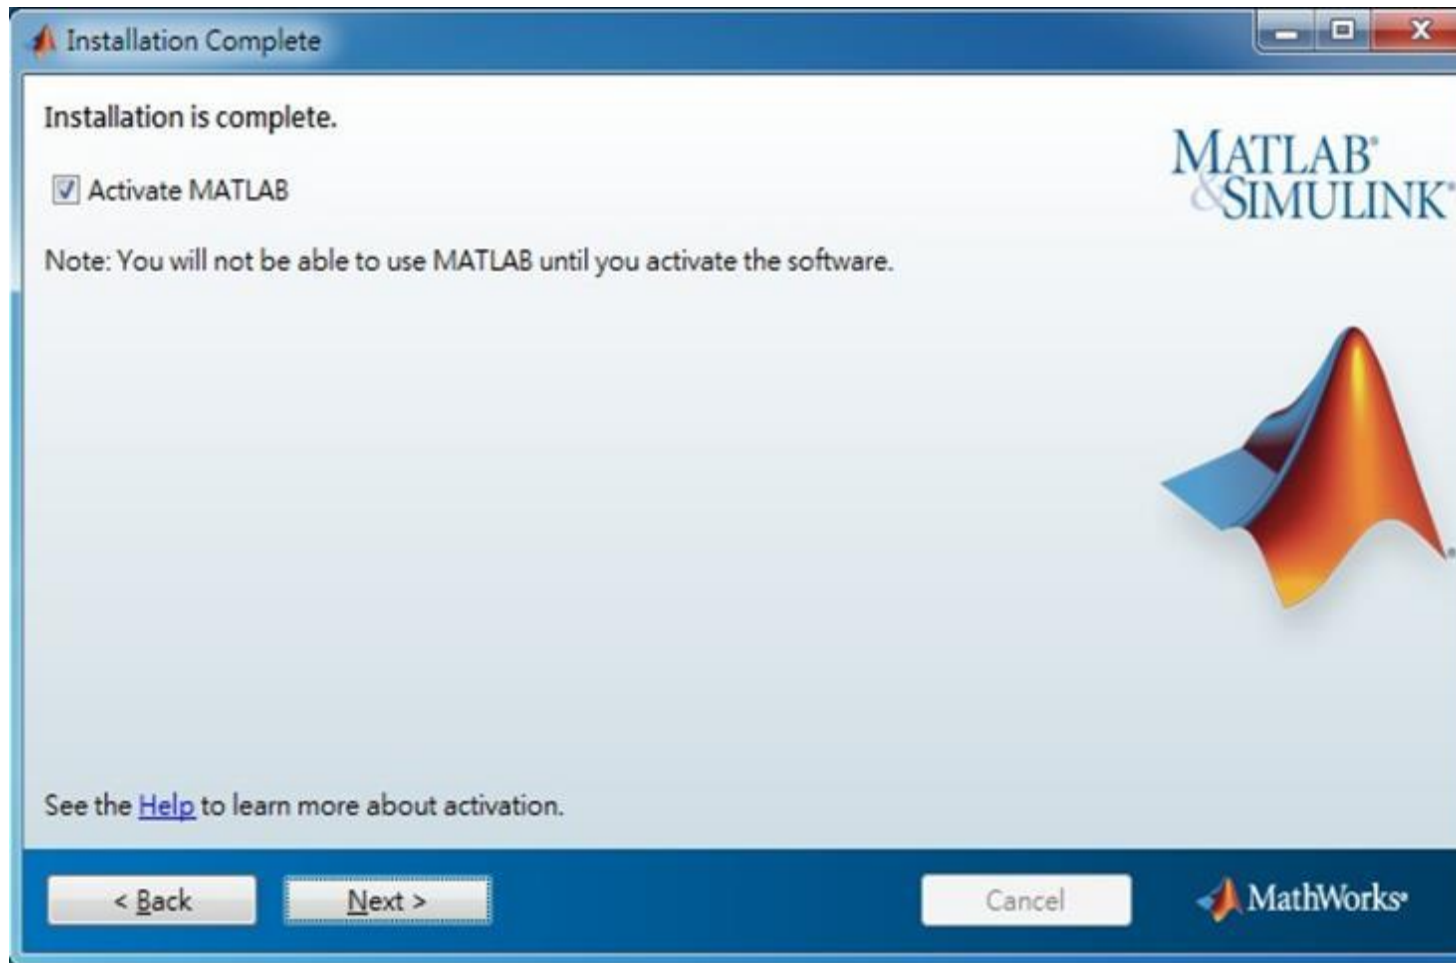 Installation Complete
Installation is complete.
Activate MATLAB
Note: You will not be able to use MATLAB until you activate the software.
MATLAB®
&SIMULINK®
See the Help to learn more about activation.
< Back
Next >
Cancel
MathWorks®